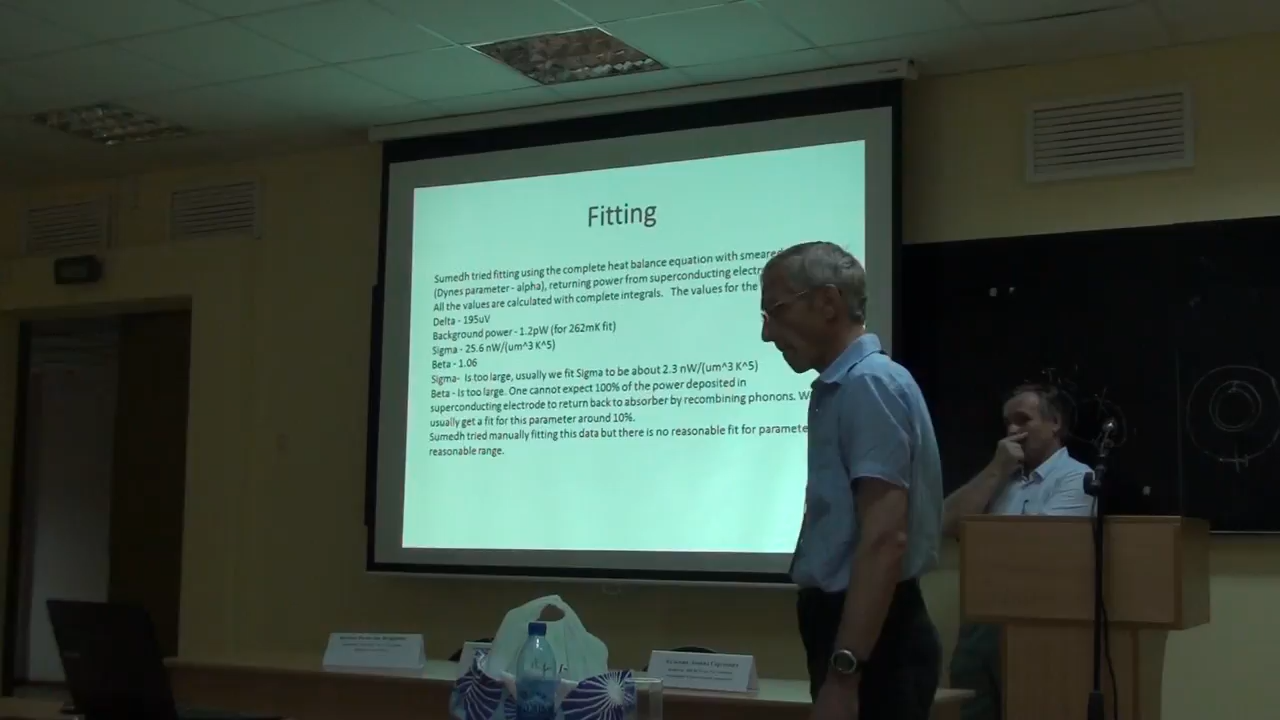 Fitting
Sumedh tried fitting using the complete heat balance equation with smeared
(Dynes parameter - alpha), returning power from superconducting
All the values are calculated with complete integrals. The values for the
Delta - 195uV
Background power - 1.2pW (for 262mK fit)
Sigma - 25.6 nW/(um^3 K^5)
Beta - 1.06
Sigma- Is too large, usually we fit Sigma to be about 2.3 nW/(um^3 K^5)
Beta - Is too large. One cannot expect 100% of the power deposited in
superconducting electrode to return back to absorber by recombining phonons.
usually get a fit for this parameter around 10%.
Sumedh tried manually fitting this data but there is no reasonable fit for
reasonable range.